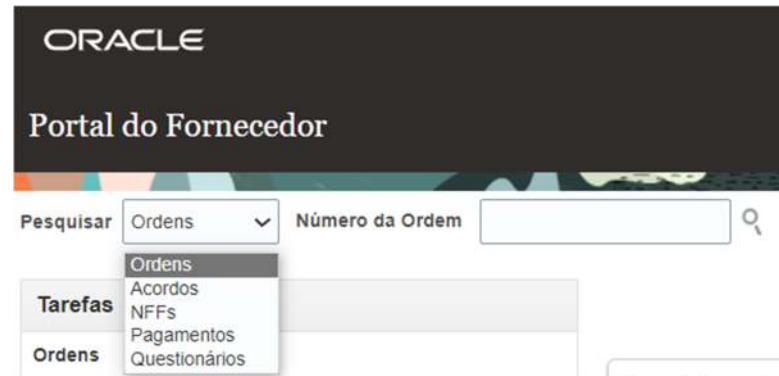 ORACLE
Portal do Fornecedor
Pesquisar Ordens Número da Ordem
Ordens
Acordos
NFFs
Pagamentos
Questionários
Tarefas
Ordens